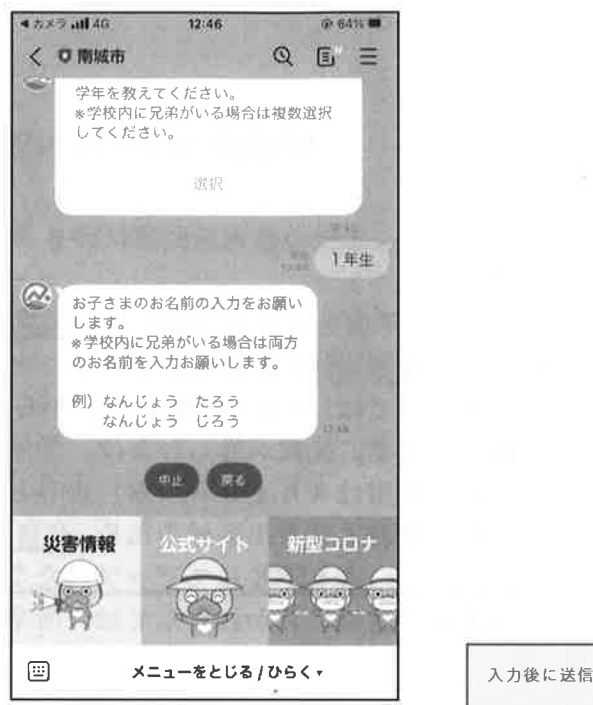 カメラ 4G 12:46 64%
南城市
学年を教えてください。
※学校内に兄弟がいる場合は複数選択
してください。
選択
1年生
お子さまのお名前の入力をお願い
します。
※学校内に兄弟がいる場合は両方
のお名前を入力お願いします。
例）なんじょう　たろう
なんじょう　じろう
中止 戻る
災害情報 公式サイト 新型コロナ
メニューをとじる / ひらく▼
入力後に送信